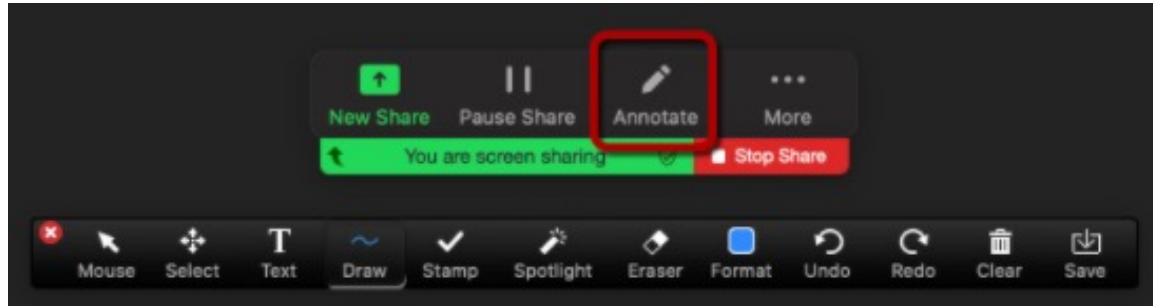 New Share Pause Share Annotate More
You are screen sharing Stop Share
Mouse Select Text Draw Stamp Spotlight Eraser Format Undo Redo Clear Save